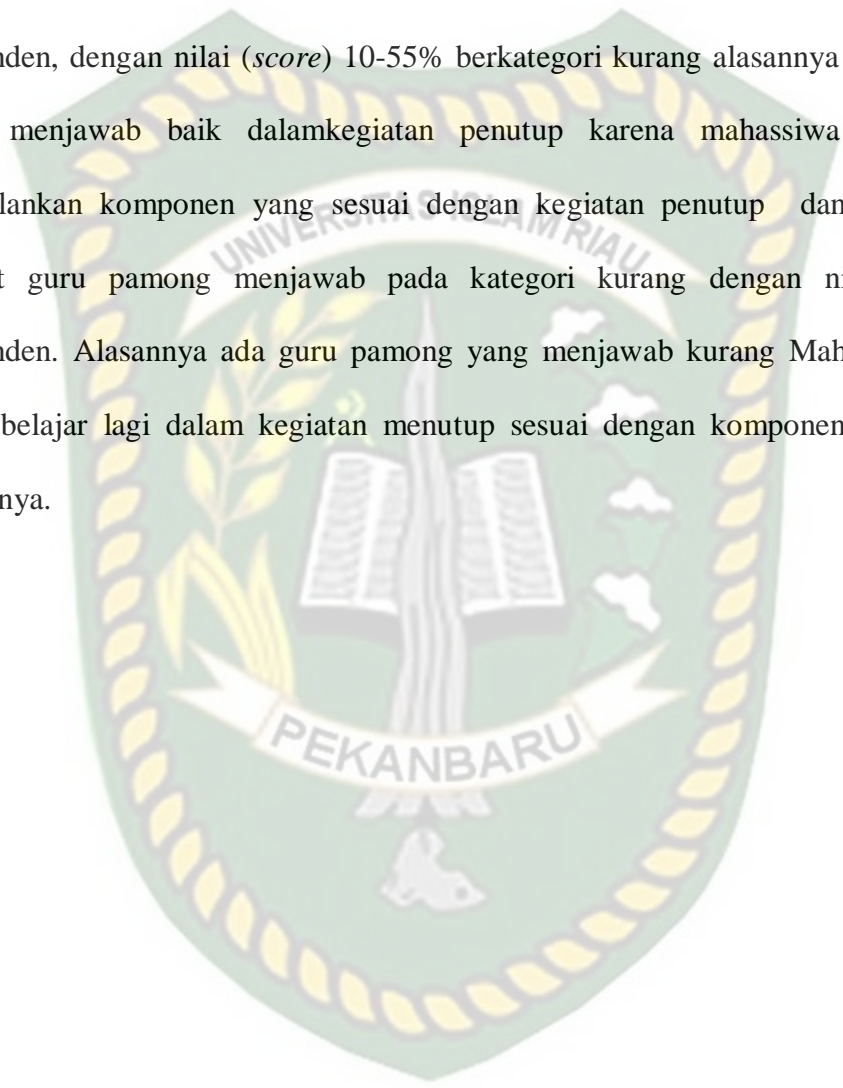 nden, dengan nilai (score) 10-55% berkategori kurang alasannya
menjawab baik dalamkegiatan penutup karena mahassiwa
lankan komponen yang sesuai dengan kegiatan penutup dan
t guru pamong menjawab pada kategori kurang dengan ni
nden. Alasannya ada guru pamong yang menjawab kurang Mah
belajar lagi dalam kegiatan menutup sesuai dengan komponen
nya.
UNIVERSITAS ISLAM RIAU
PEKANBARU